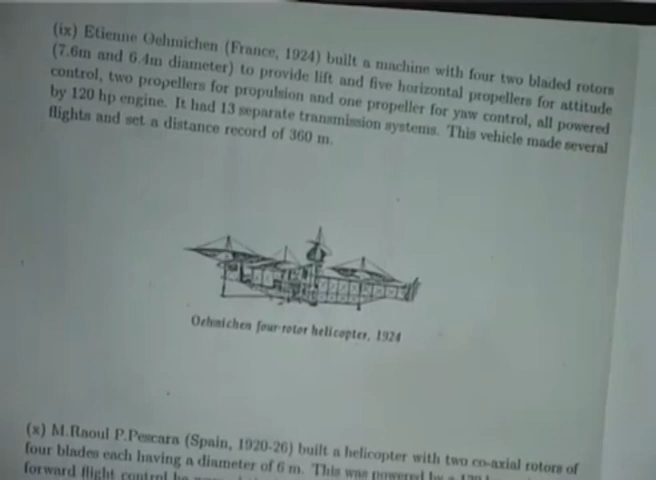 (ix) Etienne Oehmichen (France, 1924) built a machine with four two bladed rotors
(7.6m and 6.4m diameter) to provide lift and five horizontal propellers for attitude
control, two propellers for propulsion and one propeller for yaw control, all powered
by 120 hp engine. It had 13 separate transmission systems. This vehicle made several
flights and set a distance record of 360 m.
Oehmichen four-rotor helicopter, 1924
(x) M.Raoul P.Pescara (Spain, 1920-26) built a helicopter with two co-axial rotors of
four blades each having a diameter of 6 m. This was powered by a 120
forward flight control